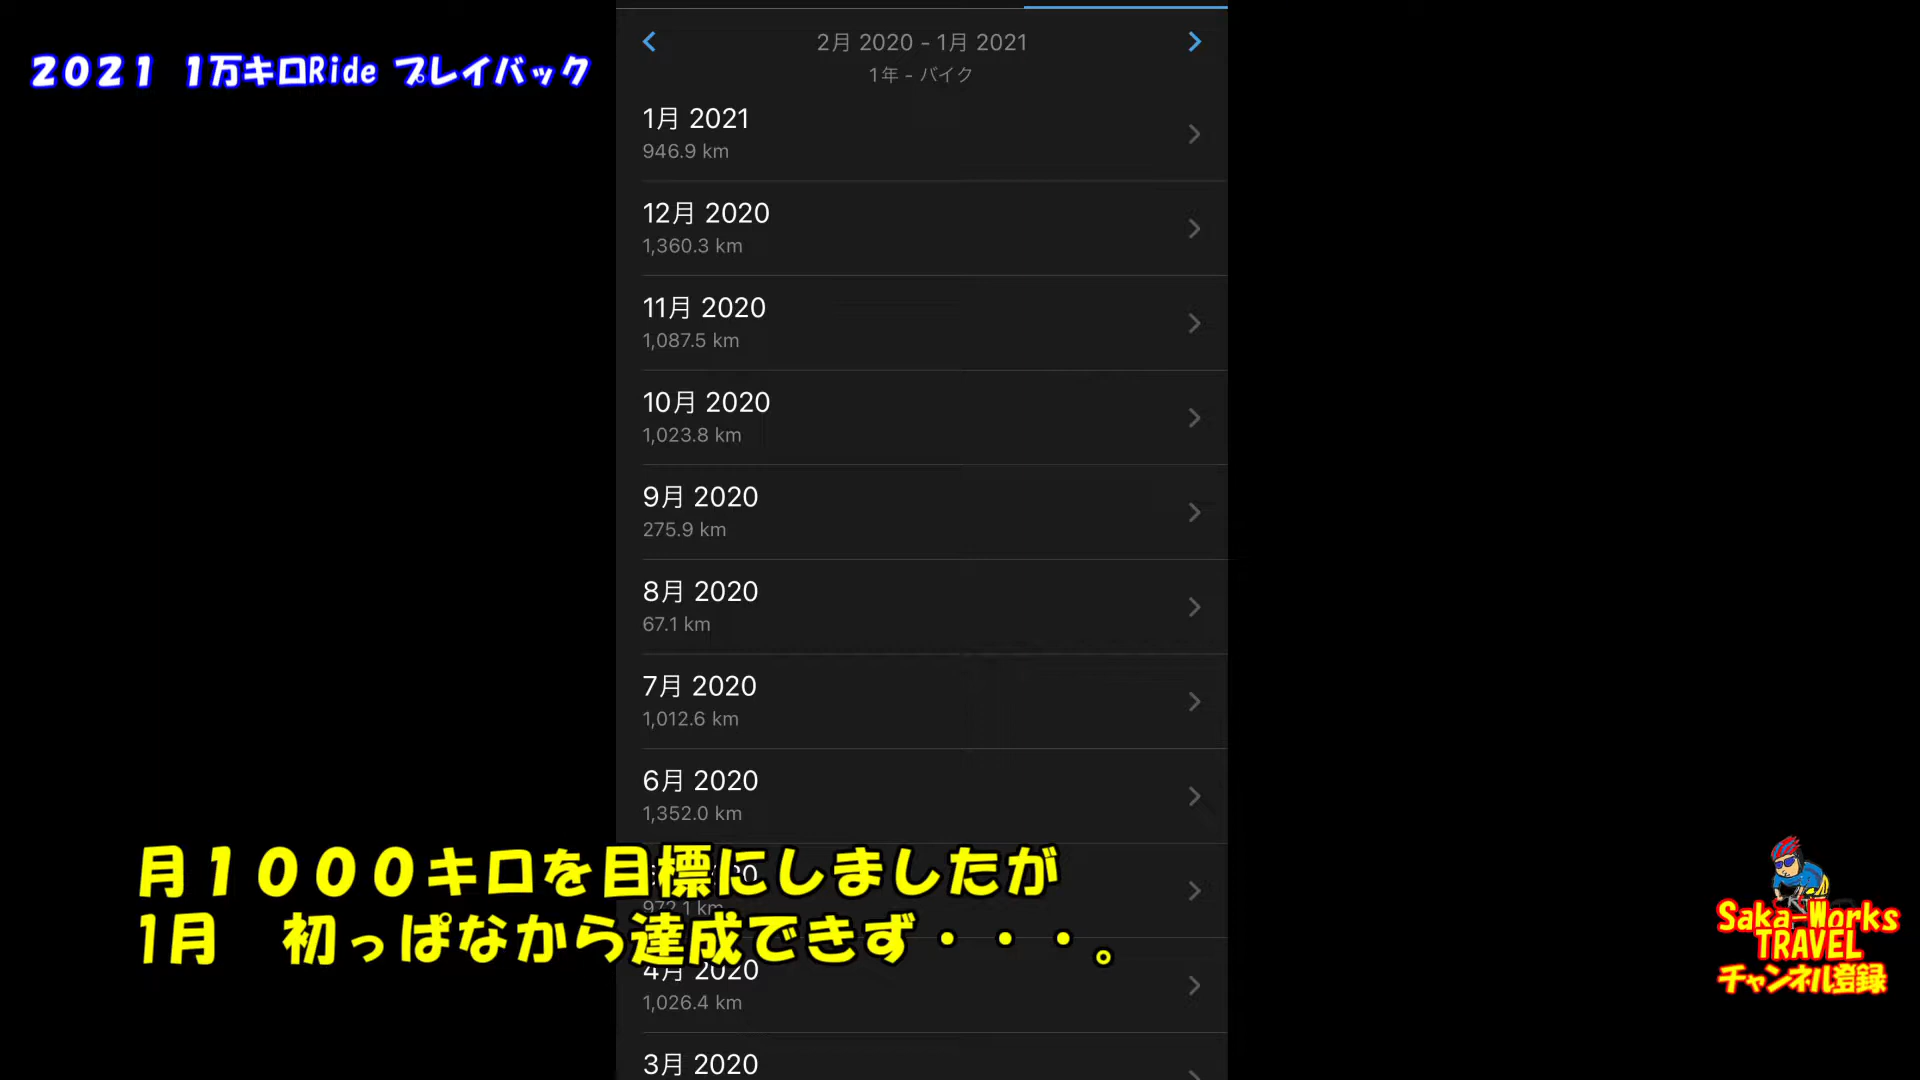 2021 1万キロRide プレイバック
2月 2020 - 1月 2021
1年 - バイク
1月 2021
946.9 km
12月 2020
1,360.3 km
11月 2020
1,087.5 km
10月 2020
1,023.8 km
9月 2020
275.9 km
8月 2020
67.1 km
7月 2020
1,012.6 km
6月 2020
1,352.0 km
972.1 km
4月 2020
1,026.4 km
3月 2020
月1000キロを目標にしましたが
1月 初っぱなから達成できず・・・。
Saka-Works
TRAVEL
チャンネル登録